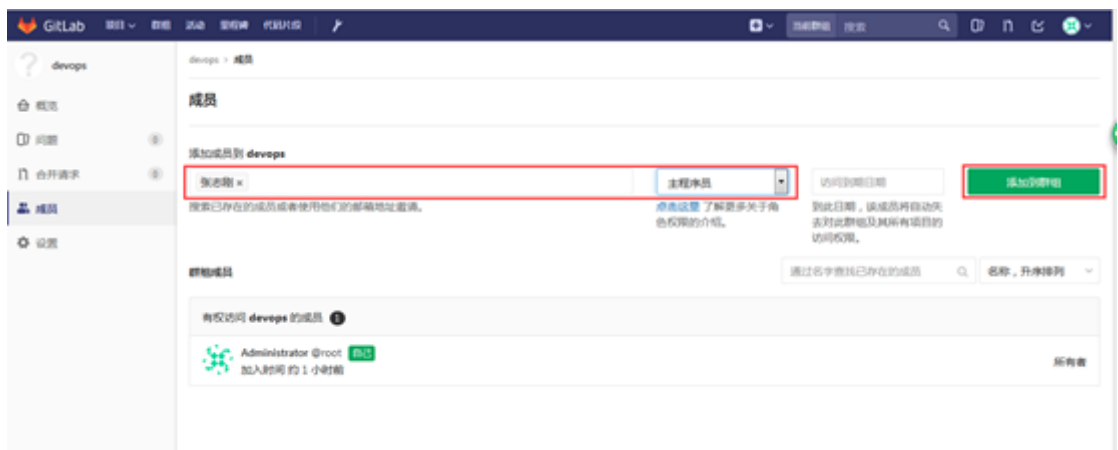 GitLab 项目 群组 活动 里程碑 代码片段 当前群组 搜索
devops
devops > 成员
概览
问题 0
合并请求 0
成员
设置
成员
添加成员到 devops
张志刚 ×
主程序员
访问到期日期
添加到群组
搜索已存在的成员或者使用他们的邮箱地址邀请。
点击这里 了解更多关于角
色权限的介绍。
到此日期，该成员将自动失
去对此群组及其所有项目的
访问权限。
群组成员
通过名字查找已存在的成员
名称，升序排列
有权访问 devops 的成员 1
Administrator @root 自己
加入时间 约 1 小时前
所有者